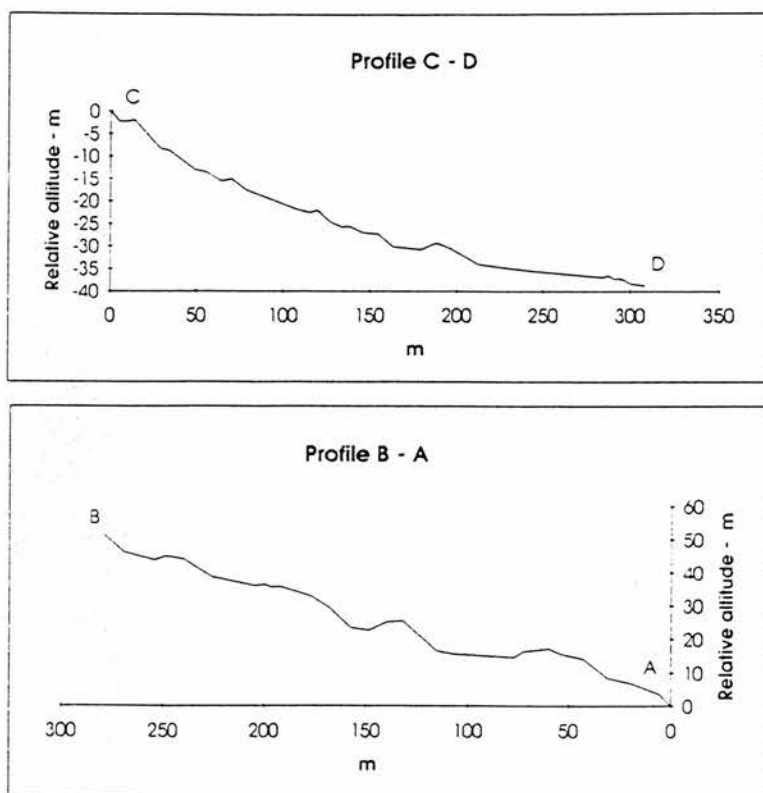 Profile C - D
C
D
Relative altitude - m
0
-5
-10
-15
-20
-25
-30
-35
-40
0 50 100 150 200 250 300 350
m
Profile B - A
B
A
60
50
40
30
20
10
0
Relative altitude - m
300 250 200 150 100 50 0
m